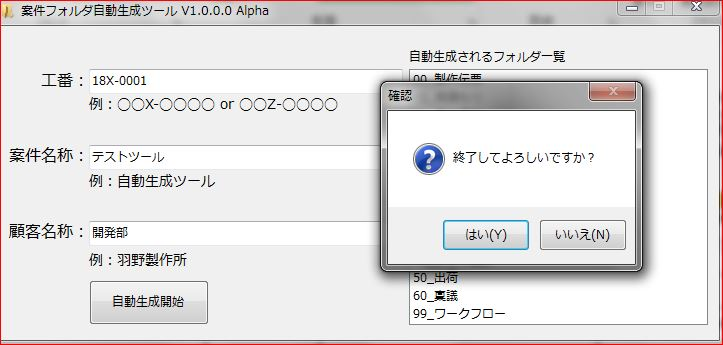 案件フォルダ自動生成ツール V1.0.0.0 Alpha
自動生成されるフォルダ一覧
工番：
18X-0001
例：○○X-○○○○ or ○○Z-○○○○
案件名称：
テストツール
例：自動生成ツール
顧客名称：
開発部
例：羽野製作所
自動生成開始
00_製作伝票
50_出荷
60_稟議
99_ワークフロー
確認
終了してよろしいですか？
はい(Y)
いいえ(N)